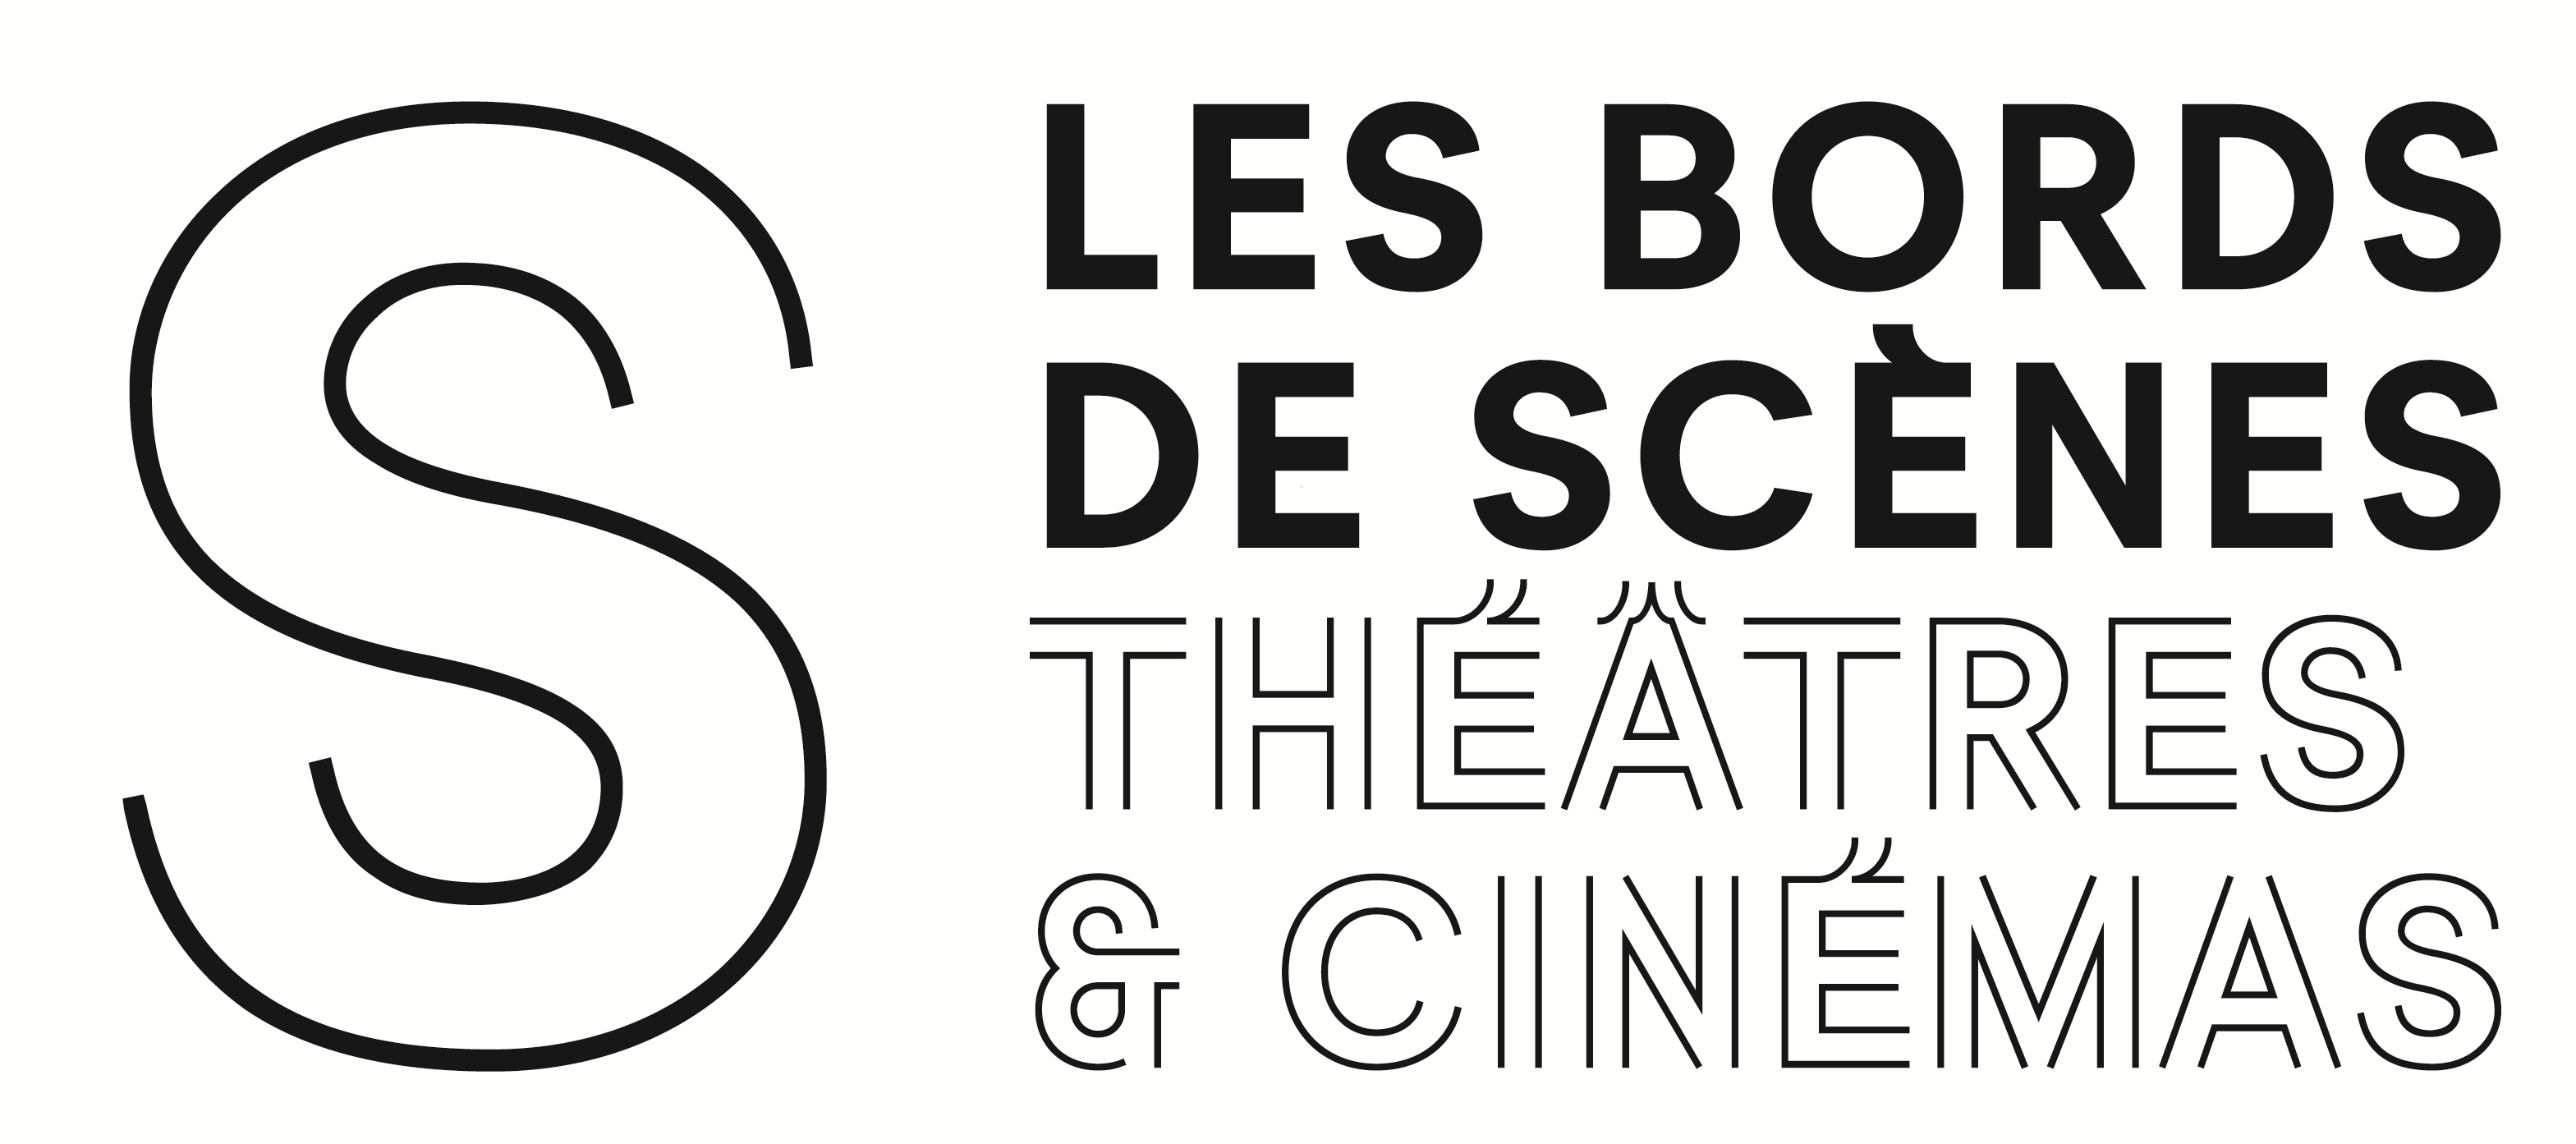 S
LES BORDS
DE SCÈNES
THÉÂTRES
& CINÉMAS